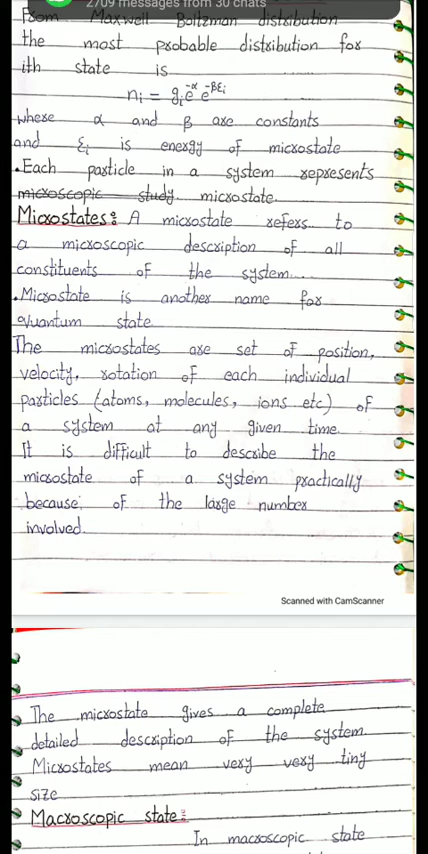 2709 messages from 30 chats
From Maxwell Boltzman distribution
the most probable distribution for
ith state is
nᵢ = gᵢe^-α e^-βεᵢ
where α and β are constants
and εᵢ is energy of microstate
.Each particle in a system represents
microscopic study microstate.
Microstates: A microstate refers to
a microscopic description of all
constituents of the system.
.Microstate is another name for
quantum state
The microstates are set of position,
velocity, rotation of each individual
particles (atoms, molecules, ions etc) of
a system at any given time.
It is difficult to describe the
microstate of a system practically
because of the large number
involved.
Scanned with CamScanner
The microstate gives a complete
detailed description of the system.
Microstates mean very very tiny
size
Macroscopic state:
In macroscopic state